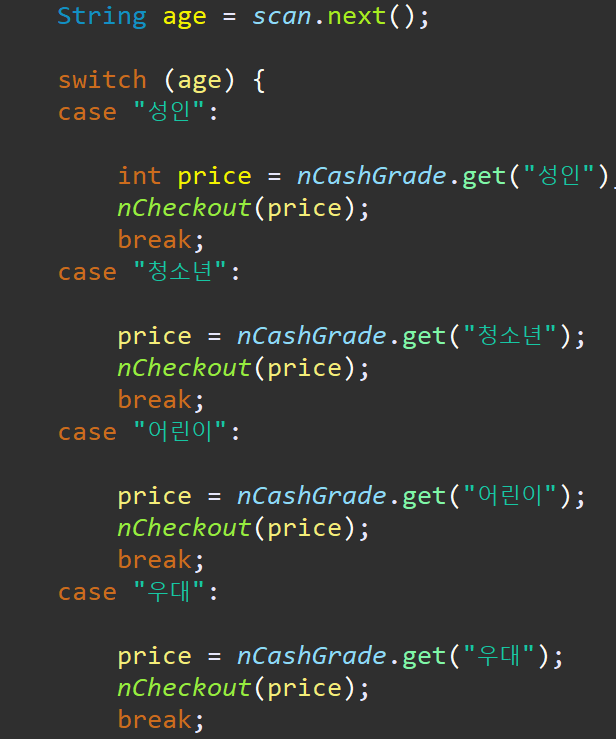 String age = scan.next();
switch (age) {
case "성인":
int price = nCashGrade.get("성인");
nCheckout(price);
break;
case "청소년":
price = nCashGrade.get("청소년");
nCheckout(price);
break;
case "어린이":
price = nCashGrade.get("어린이");
nCheckout(price);
break;
case "우대":
price = nCashGrade.get("우대");
nCheckout(price);
break;